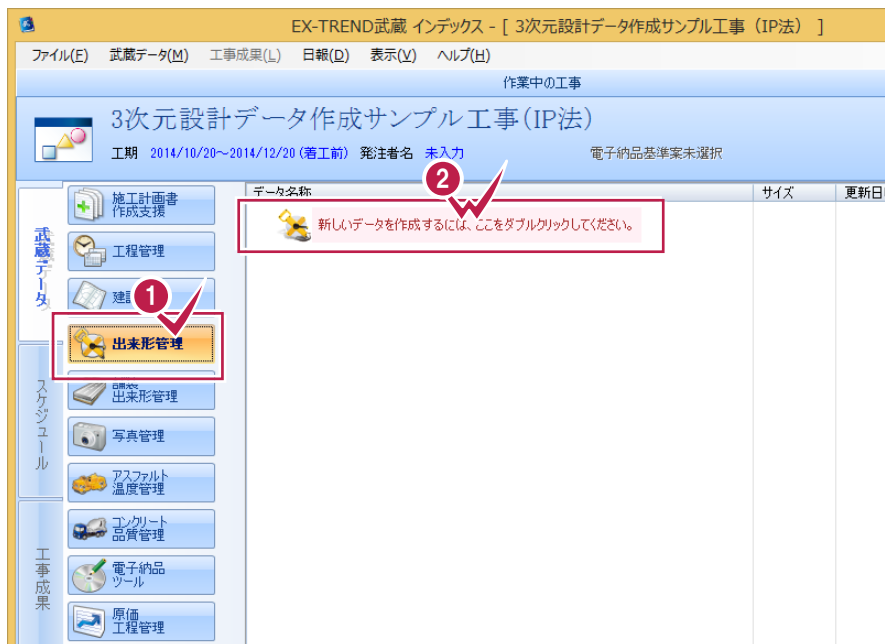 EX-TREND武蔵 インデックス - [ 3次元設計データ作成サンプル工事 (IP法) ]
ファイル(F) 武蔵データ(M) 工事成果(L) 日報(D) 表示(V) ヘルプ(H)
作業中の工事
3次元設計データ作成サンプル工事(IP法)
工期 2014/10/20~2014/12/20(着工前) 発注者名 未入力 電子納品基準案未選択
2
データ名称 サイズ 更新日
新しいデータを作成するには、ここをダブルクリックしてください。
武蔵データ
スケジュール
工事成果
施工計画書
作成支援
工程管理
1
出来形管理
舗装
出来形管理
写真管理
アスファルト
温度管理
コンクリート
品質管理
電子納品
ツール
原価
工程管理